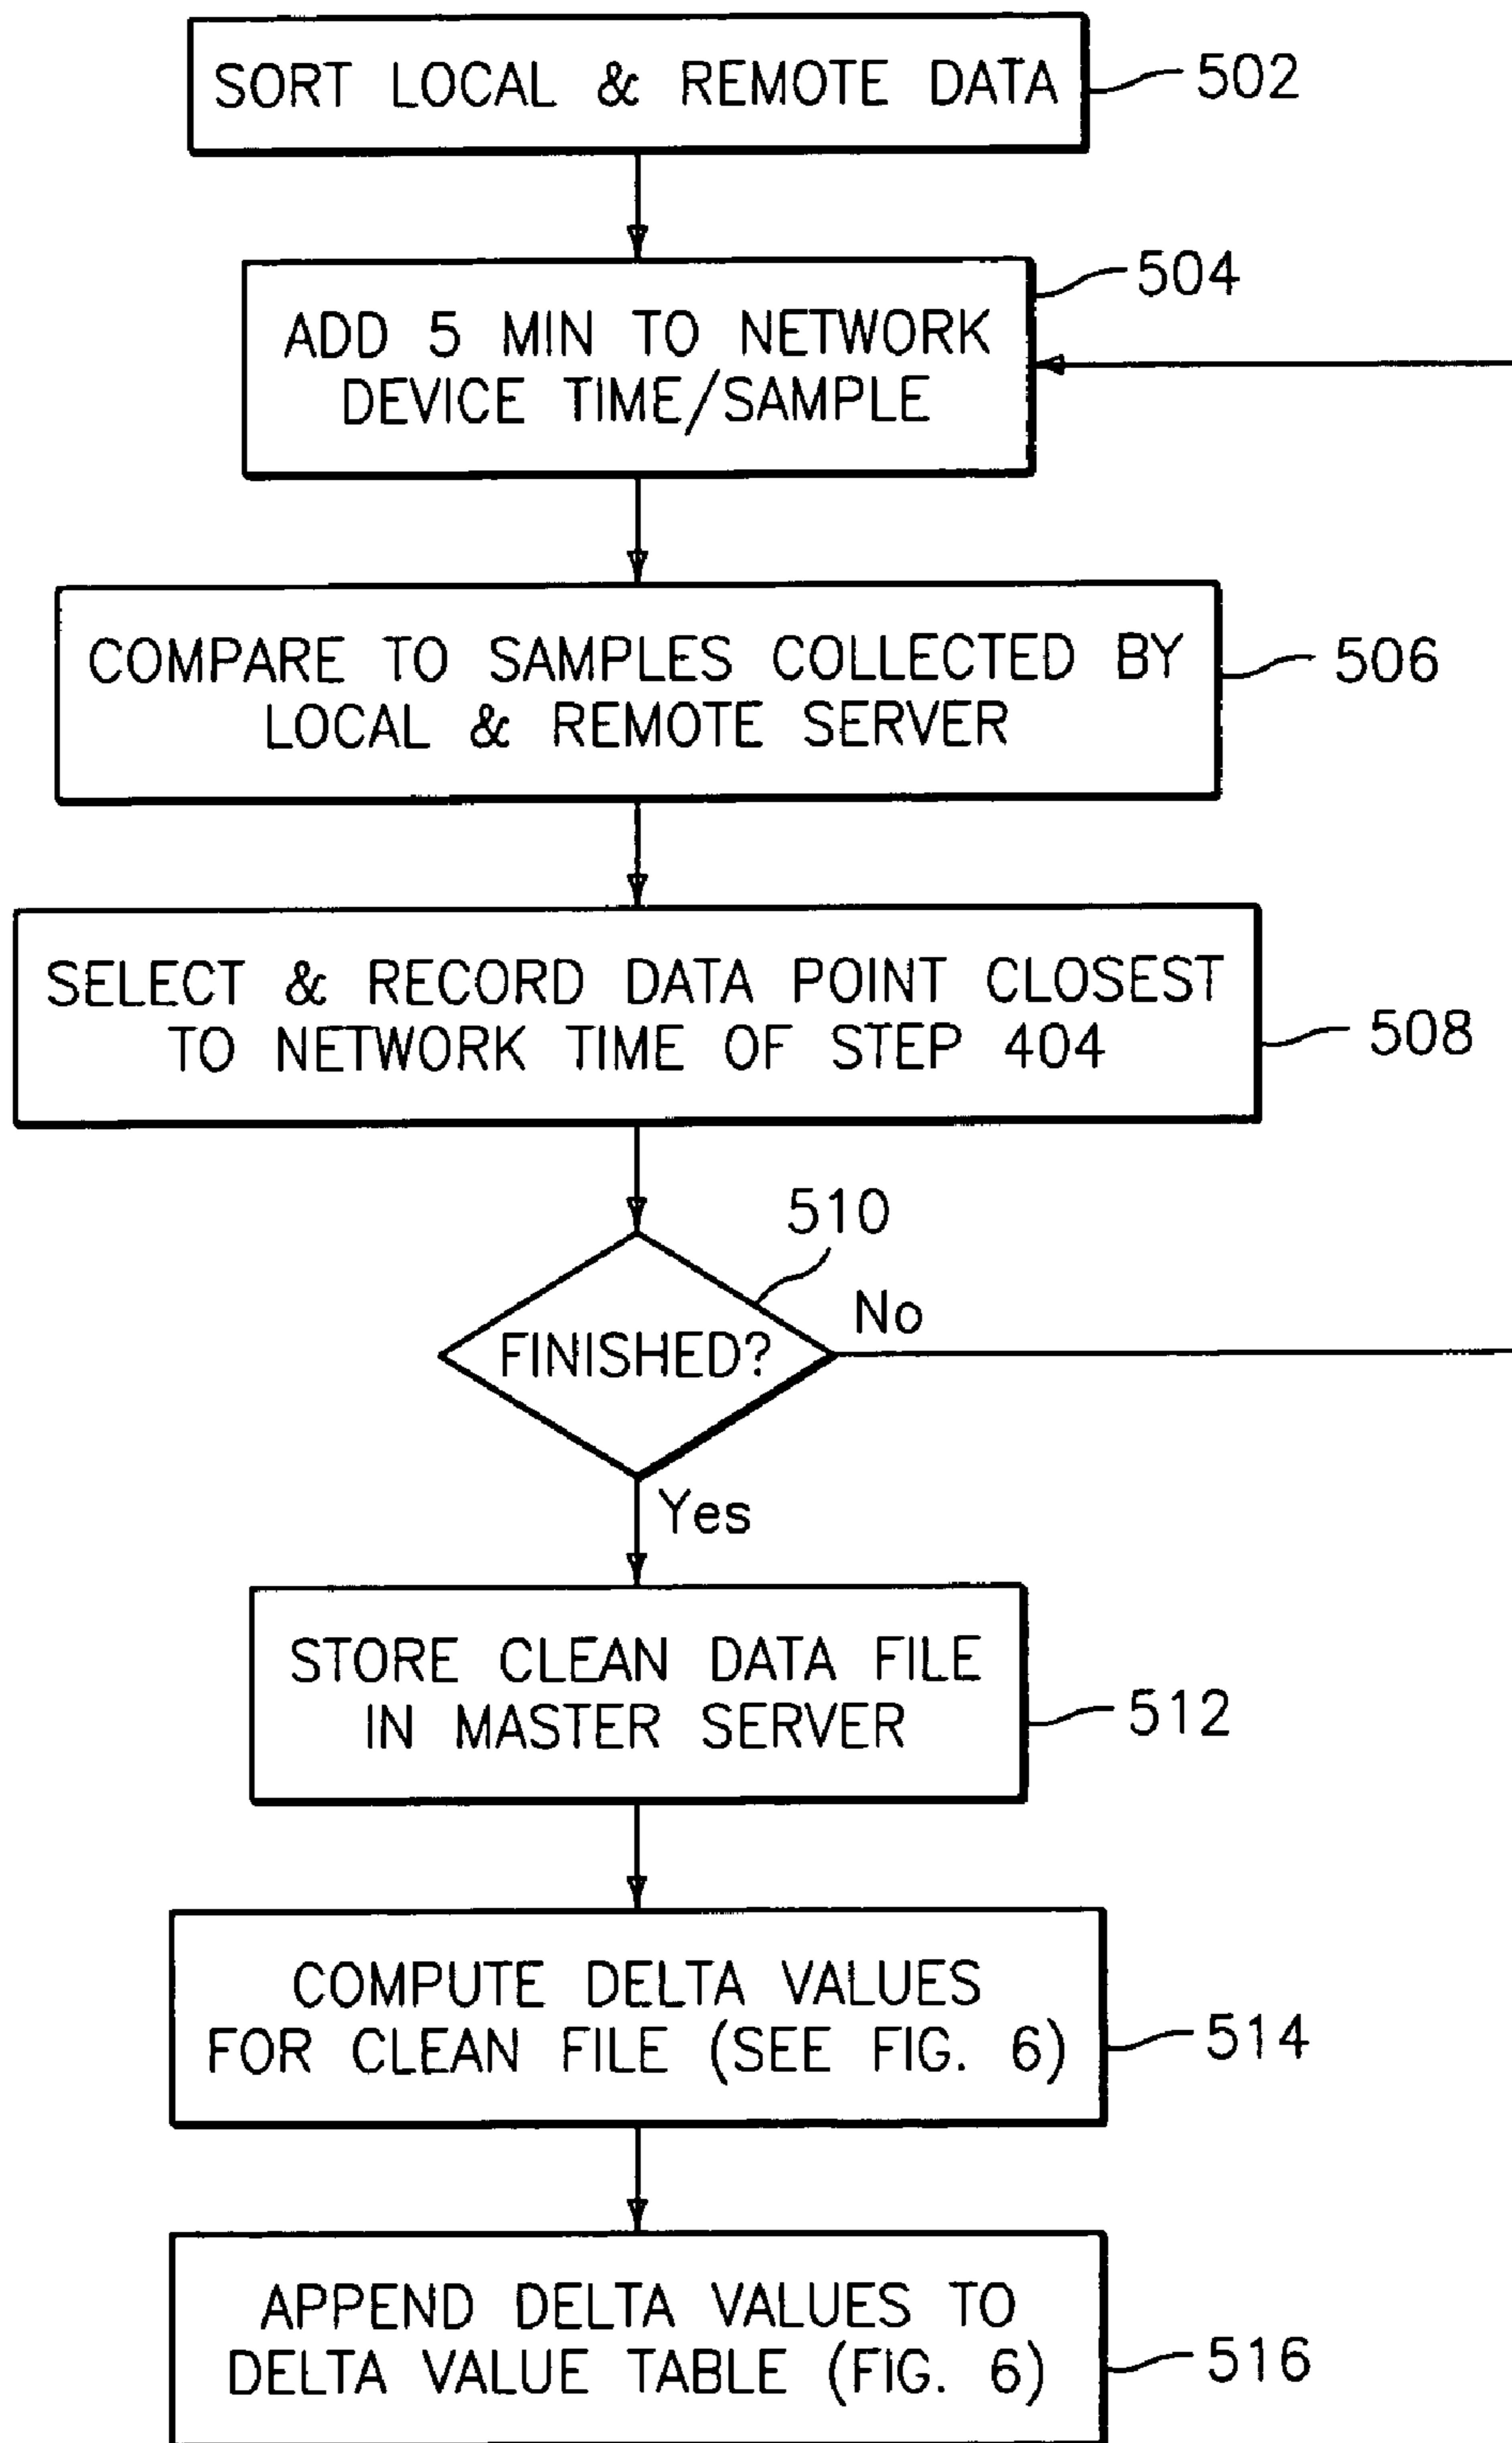 SORT LOCAL & REMOTE DATA
502
504
ADD 5 MIN TO NETWORK
DEVICE TIME/SAMPLE
COMPARE TO SAMPLES COLLECTED BY
LOCAL & REMOTE SERVER
506
SELECT & RECORD DATA POINT CLOSEST
TO NETWORK TIME OF STEP 404
508
510
No
FINISHED?
Yes
STORE CLEAN DATA FILE
IN MASTER SERVER
512
COMPUTE DELTA VALUES
FOR CLEAN FILE (SEE FIG. 6)
514
APPEND DELTA VALUES TO
DELTA VALUE TABLE (FIG. 6)
516